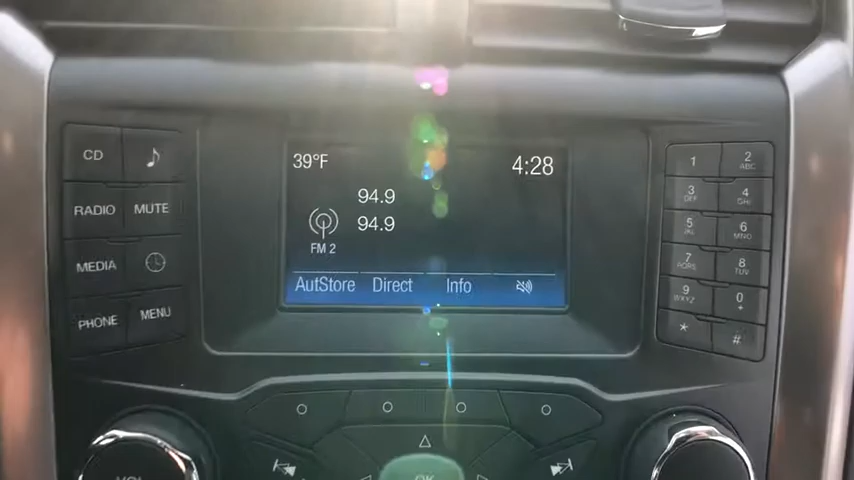 CD
RADIO MUTE
MEDIA
PHONE MENU
39°F 4:28
94.9
94.9
FM 2
AutStore Direct Info
1 2 ABC
3 DEF 4 GHI
5 JKL 6 MNO
7 PQRS 8 TUV
9 WXYZ 0 +
* #
VOL
OK